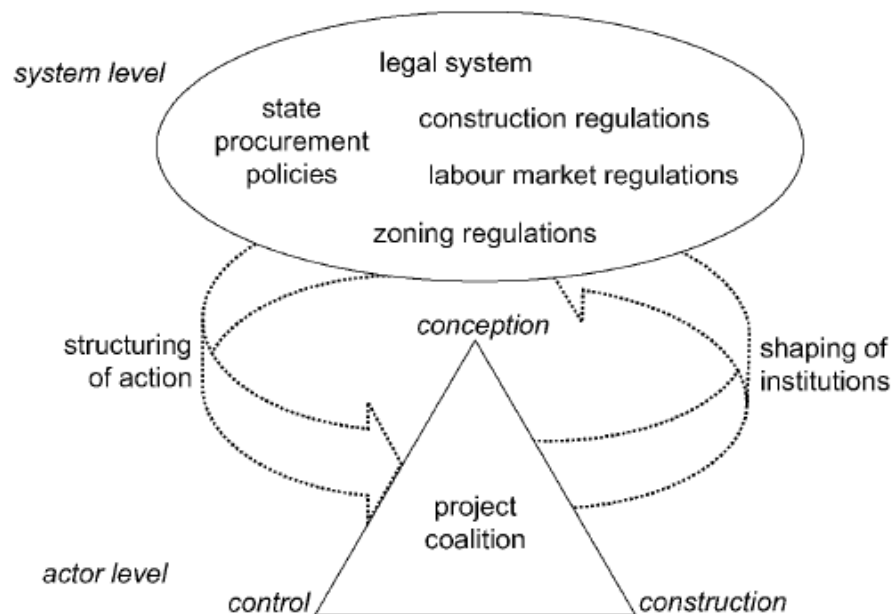 system level
legal system
state
procurement
policies
construction regulations
labour market regulations
zoning regulations
structuring
of action
conception
shaping of
institutions
project
coalition
actor level
control
construction